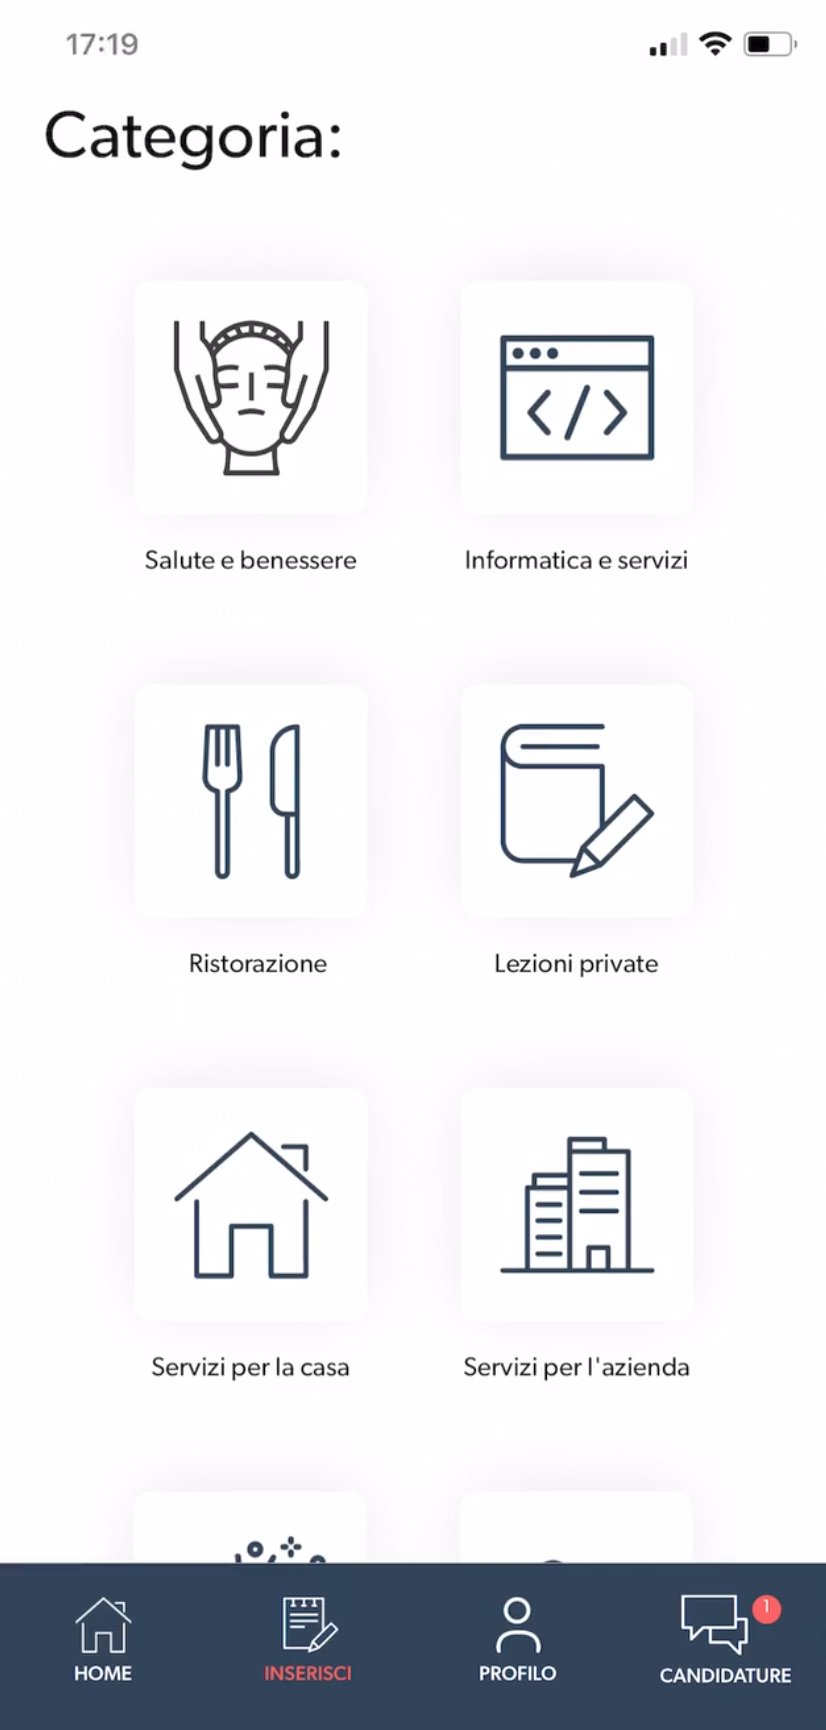 17:19
Categoria:
Salute e benessere
Informatica e servizi
Ristorazione
Lezioni private
Servizi per la casa
Servizi per l'azienda
1
HOME
INSERISCI
PROFILO
CANDIDATURE